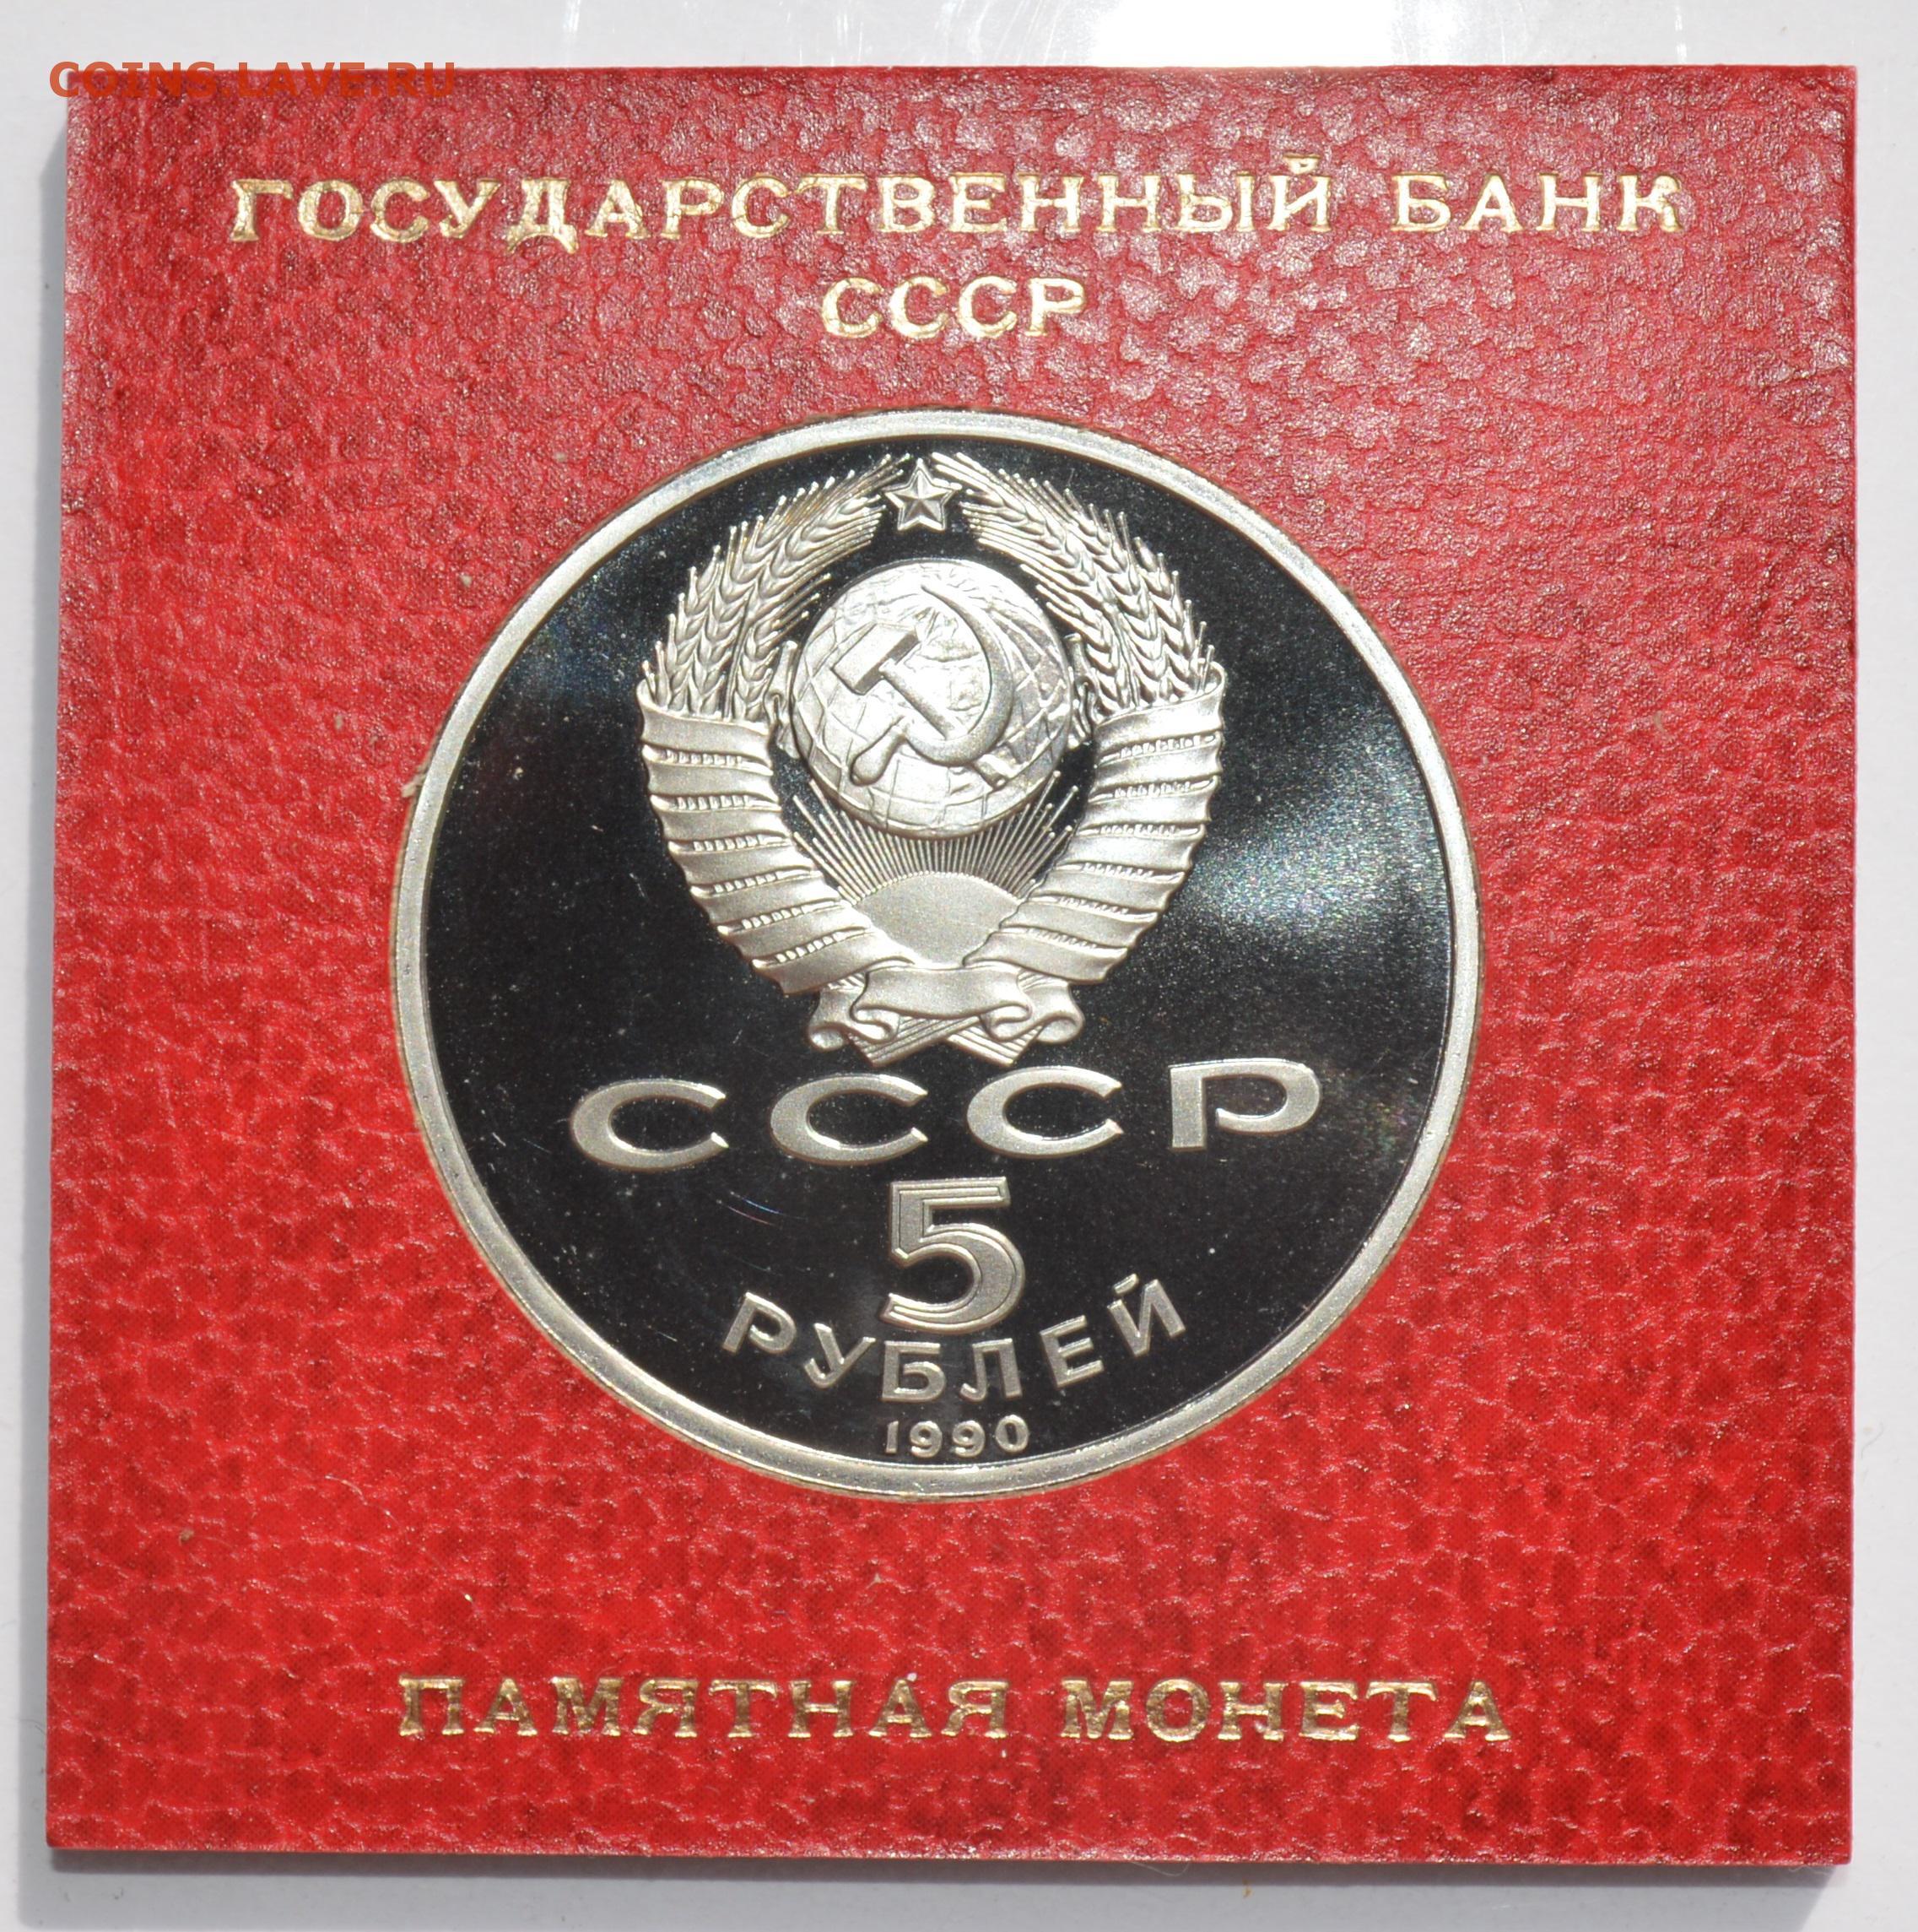 COINS.LAVE.RU
ГОСУДАРСТВЕННЫЙ БАНК
СССР
СССР
5
РУБЛЕЙ
1990
ПАМЯТНАЯ МОНЕТА